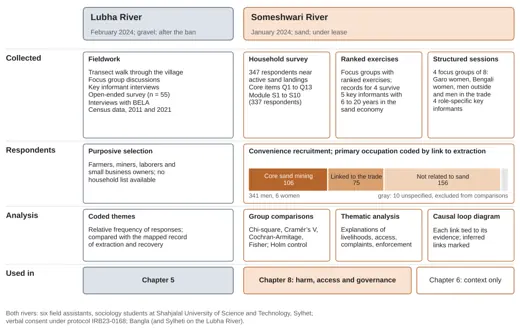 Lubha River
February 2024; gravel; after the ban
Someshwari River
January 2024; sand; under lease
Collected
Fieldwork
Transect walk through the village
Focus group discussions
Key informant interviews
Open-ended survey (n = 55)
Interviews with BELA
Census data, 2011 and 2021
Household survey
347 respondents near
active sand landings
Core items Q1 to Q13
Module S1 to S10
(337 respondents)
Ranked exercises
Focus groups with
ranked exercises;
records for 4 survive
5 key informants with
6 to 20 years in the
sand economy
Structured sessions
4 focus groups of 8:
Garo women, Bengali
women, men outside
and men in the trade
4 role-specific key
informants
Respondents
Purposive selection
Farmers, miners, laborers and
small business owners; no
household list available
Convenience recruitment; primary occupation coded by link to extraction
Core sand mining
106
Linked to the trade
75
Not related to sand
156
341 men, 6 women
gray: 10 unspecified, excluded from comparisons
Analysis
Coded themes
Relative frequency of responses;
compared with the mapped record
of extraction and recovery
Group comparisons
Chi-square, Cramér's V,
Cochran-Armitage,
Fisher; Holm control
Thematic analysis
Explanations of
livelihoods, access,
complaints, enforcement
Causal loop diagram
Each link tied to its
evidence; inferred
links marked
Used in
Chapter 5
Chapter 8: harm, access and governance
Chapter 6: context only
Both rivers: six field assistants, sociology students at Shahjalal University of Science and Technology, Sylhet;
verbal consent under protocol IRB23-0168; Bangla (and Sylheti on the Lubha River).